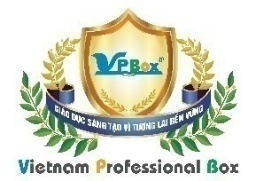 VPBox®
GIÁO DỤC SÁNG TẠO VÌ TƯƠNG LAI BỀN VỮNG
Vietnam Professional Box